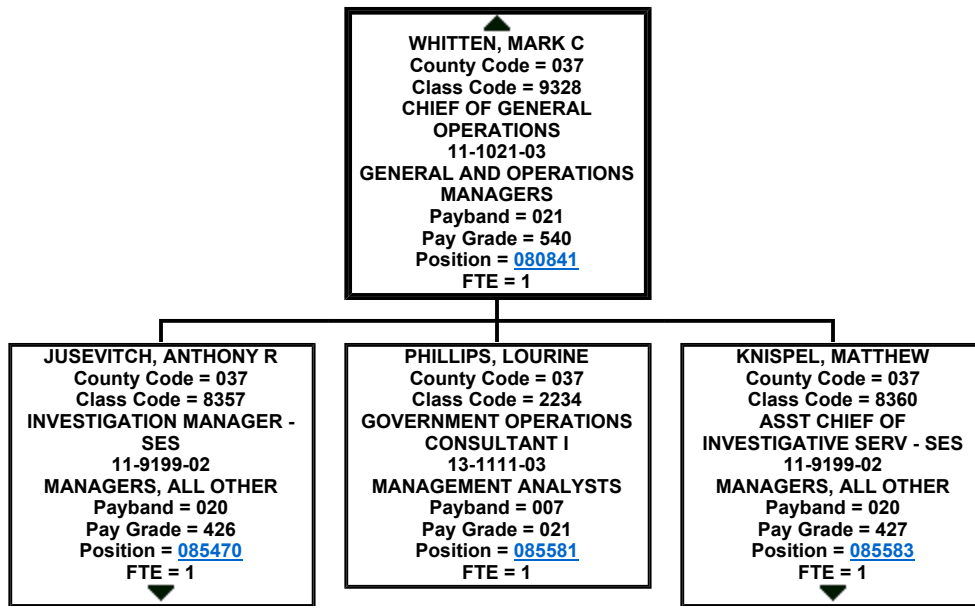 WHITTEN, MARK C
County Code = 037
Class Code = 9328
CHIEF OF GENERAL
OPERATIONS
11-1021-03
GENERAL AND OPERATIONS
MANAGERS
Payband = 021
Pay Grade = 540
Position = 080841
FTE = 1
JUSEVITCH, ANTHONY R
County Code = 037
Class Code = 8357
INVESTIGATION MANAGER -
SES
11-9199-02
MANAGERS, ALL OTHER
Payband = 020
Pay Grade = 426
Position = 085470
FTE = 1
PHILLIPS, LOURINE
County Code = 037
Class Code = 2234
GOVERNMENT OPERATIONS
CONSULTANT I
13-1111-03
MANAGEMENT ANALYSTS
Payband = 007
Pay Grade = 021
Position = 085581
FTE = 1
KNISPEL, MATTHEW
County Code = 037
Class Code = 8360
ASST CHIEF OF
INVESTIGATIVE SERV - SES
11-9199-02
MANAGERS, ALL OTHER
Payband = 020
Pay Grade = 427
Position = 085583
FTE = 1